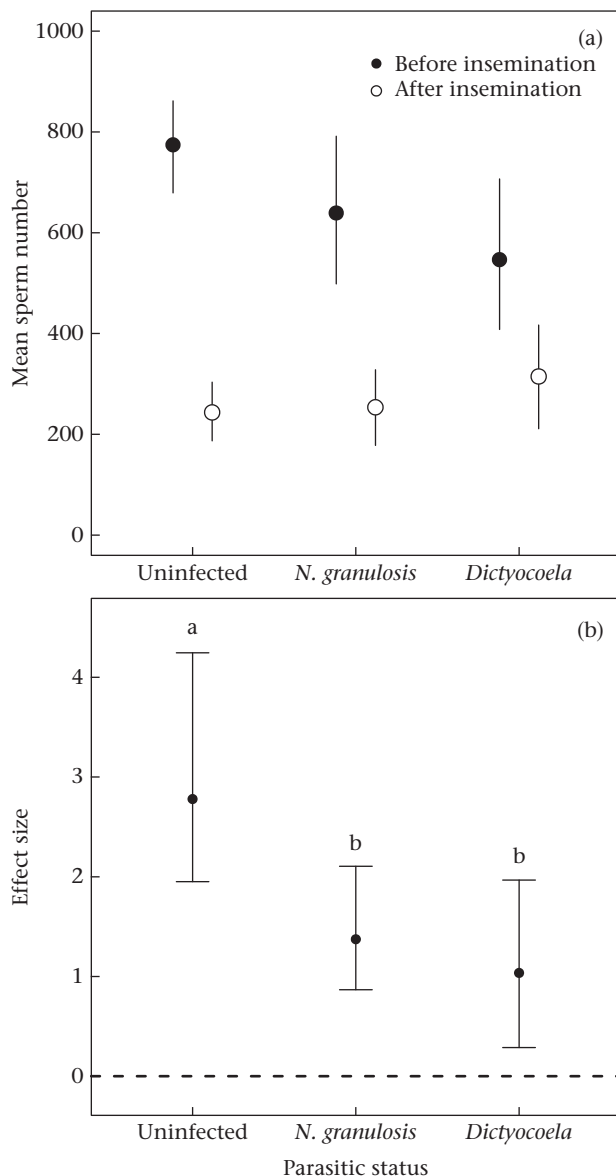 (a)
Before insemination
After insemination
1000
800
600
400
200
0
Mean sperm number
Uninfected N. granulosis Dictyocoela
(b)
a
b
b
4
3
2
1
0
Effect size
Uninfected N. granulosis Dictyocoela
Parasitic status